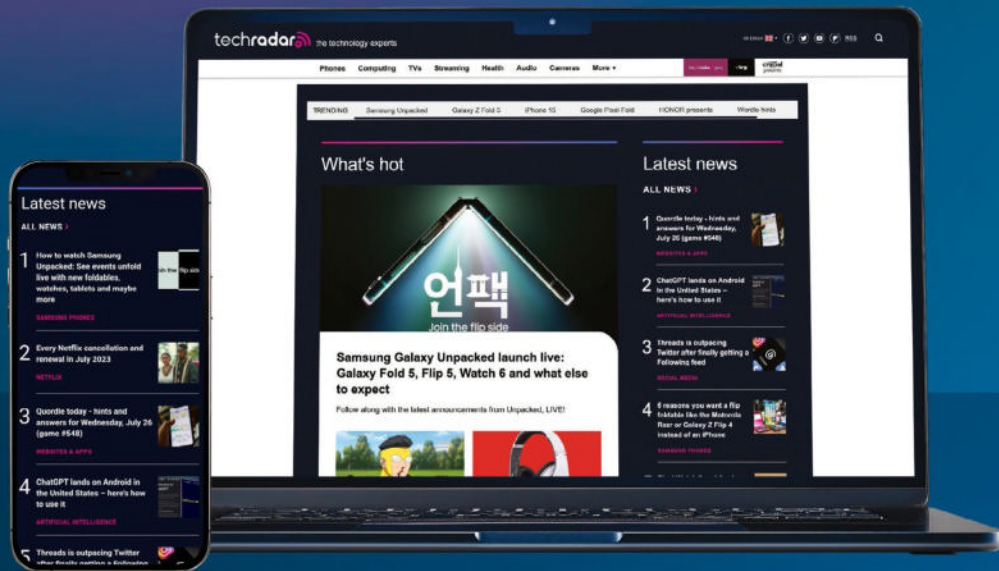 techradar
the technology experts
RSS
Phones Computing TVs Streaming Health Audio Cameras More
TRENDING Samsung Unpacked Galaxy Z Fold 5 iPhone 15 Google Pixel Fold HONOR presents Wordle hints
What's hot
언팩
Join the flip side
Samsung Galaxy Unpacked launch live:
Galaxy Fold 5, Flip 5, Watch 6 and what else
to expect
Follow along with the latest announcements from Unpacked, LIVE!
Latest news
ALL NEWS
1
Quordle today - hints and
answers for Wednesday,
July 26 (game #548)
WEBSITES & APPS
2
ChatGPT lands on Android
in the United States –
here's how to use it
ARTIFICIAL INTELLIGENCE
3
Threads is outpacing
Twitter after finally getting a
Following feed
SOCIAL MEDIA
4
6 reasons you want a flip
foldable like the Motorola
Razr or Galaxy Z Flip 4
instead of an iPhone
SAMSUNG PHONES
Latest news
ALL NEWS
1
How to watch Samsung
Unpacked: See events unfold
live with new foldables,
watches, tablets and maybe
more
SAMSUNG PHONES
2
Every Netflix cancellation and
renewal in July 2023
NETFLIX
3
Quordle today - hints and
answers for Wednesday, July 26
(game #548)
WEBSITES & APPS
4
ChatGPT lands on Android in
the United States – here's how
to use it
ARTIFICIAL INTELLIGENCE
5
Threads is outpacing Twitter
after finally getting a Following